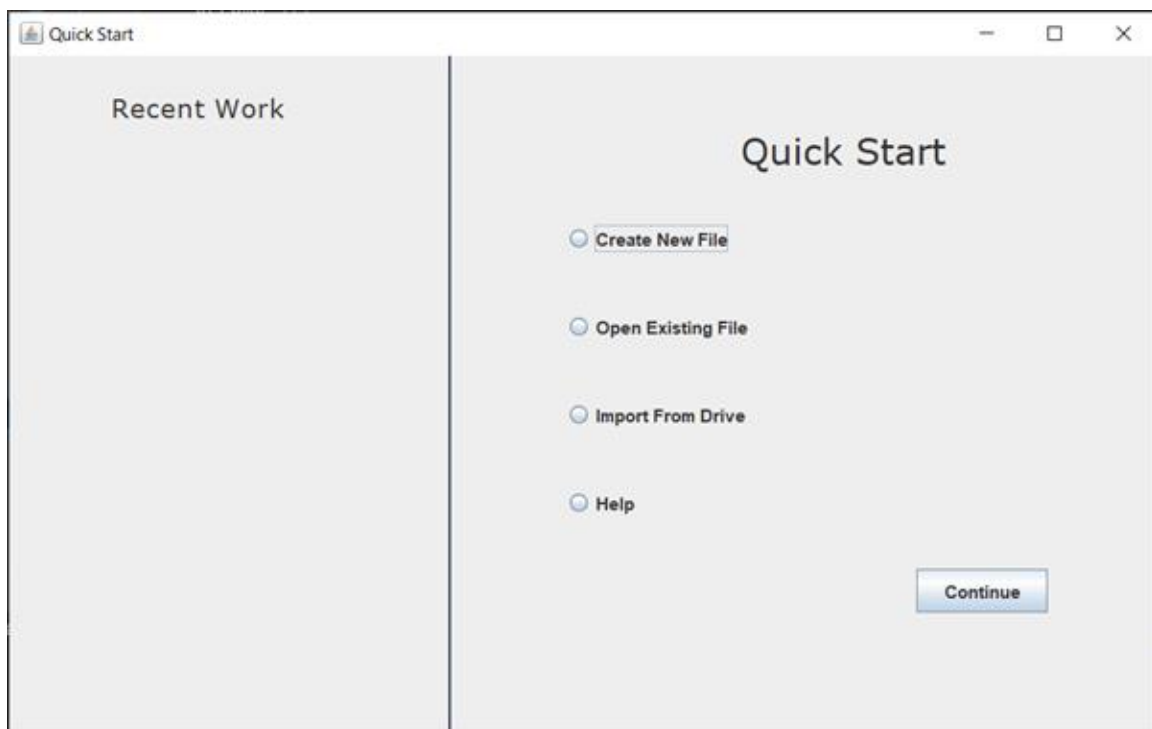 Quick Start
Recent Work
Quick Start
Create New File
Open Existing File
Import From Drive
Help
Continue